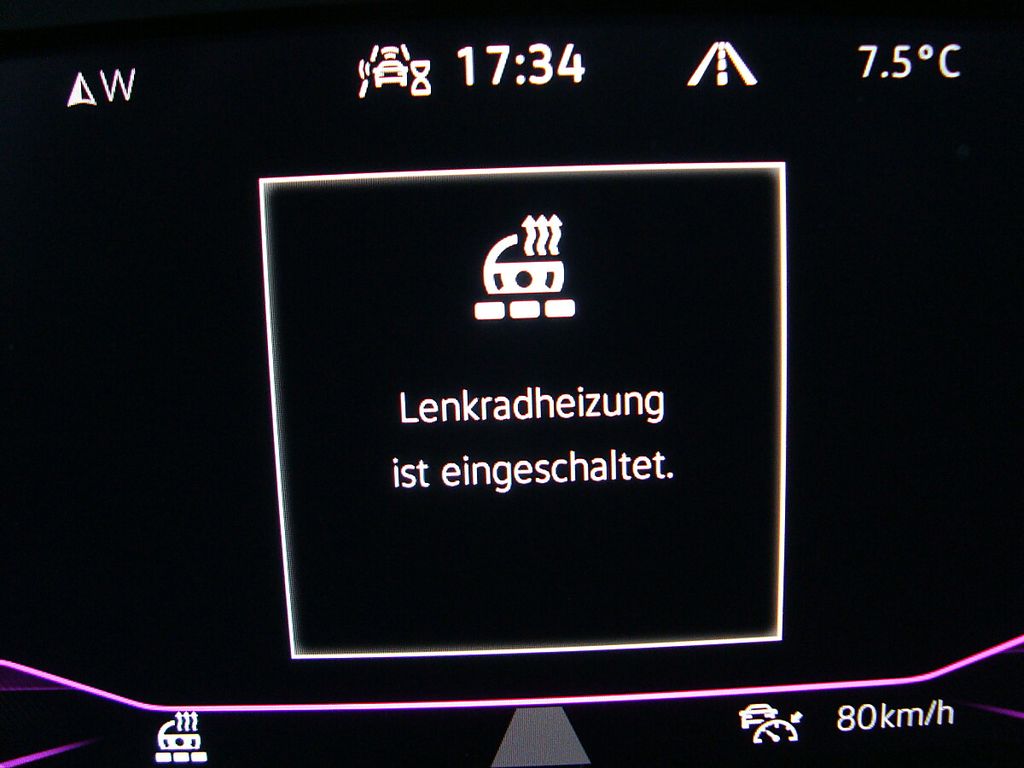 W 17:34 7.5°C
Lenkradheizung
ist eingeschaltet.
80km/h